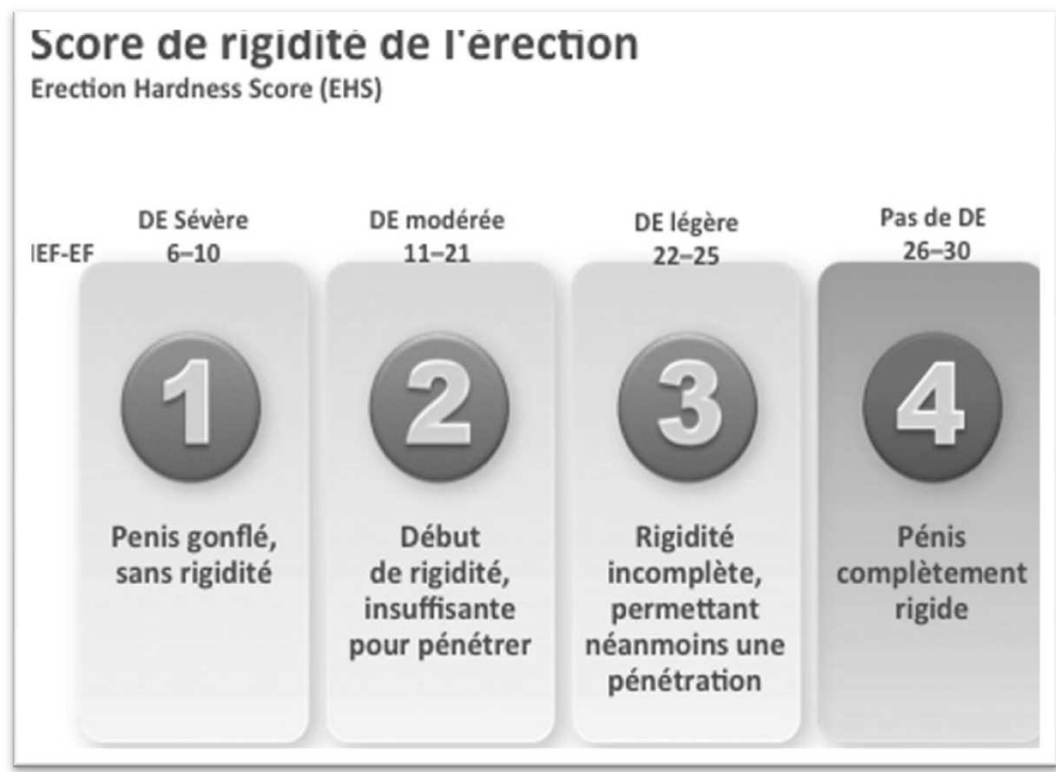 Score de rigidité de l'érection
Erection Hardness Score (EHS)
DE Sévère
6–10
DE modérée
11–21
DE légère
22–25
Pas de DE
26–30
IEF-EF
1
Penis gonflé,
sans rigidité
2
Début
de rigidité,
insuffisante
pour pénétrer
3
Rigidité
incomplète,
permettant
néanmoins une
pénétration
4
Pénis
complètement
rigide